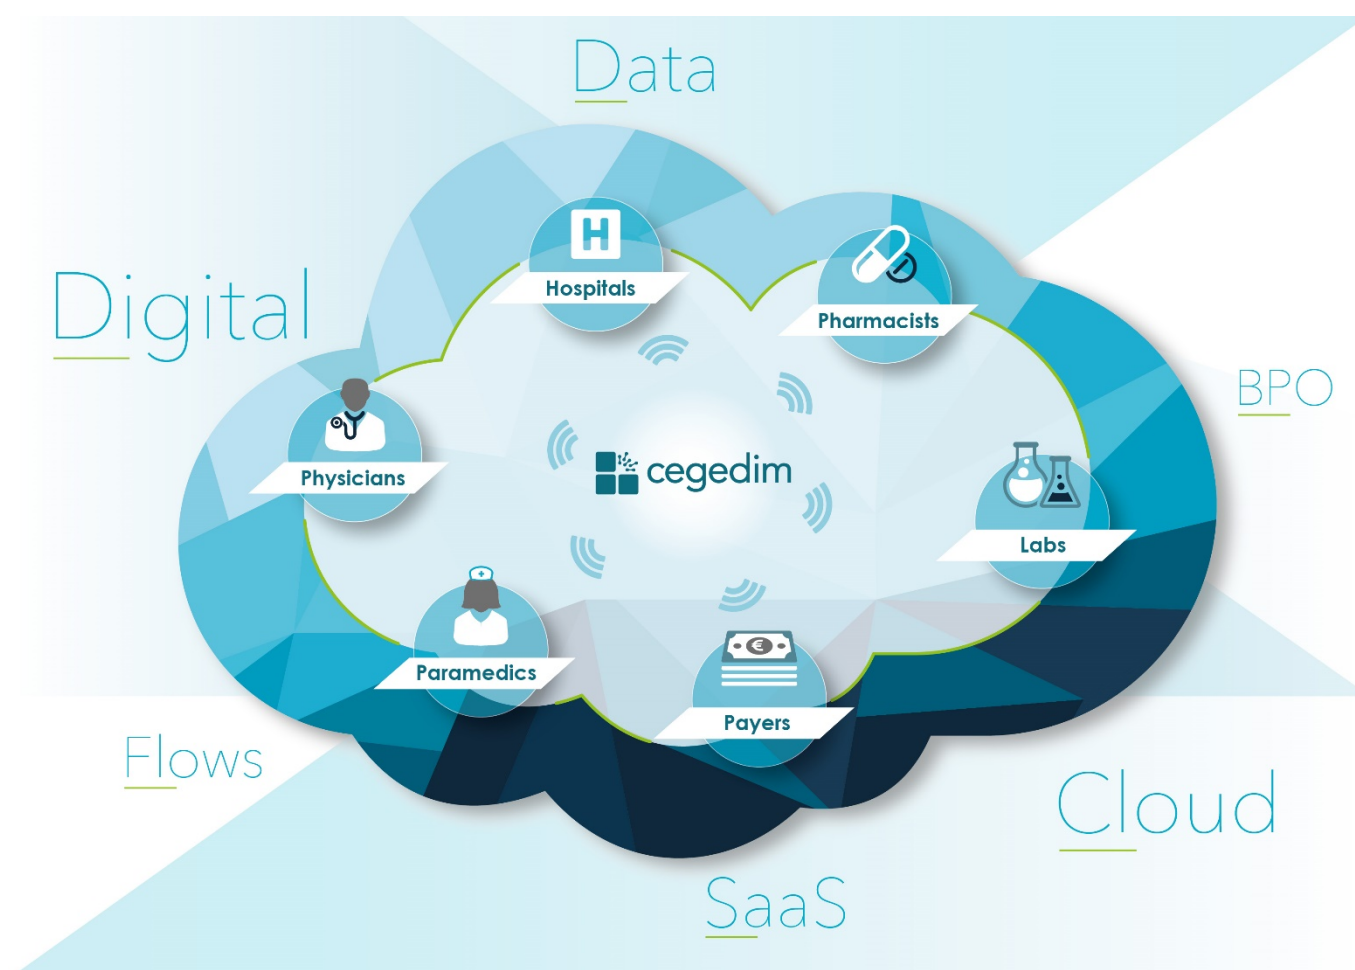 Data
Digital
H
Hospitals
Pharmacists
BPO
Physicians
cegedim
Labs
Paramedics
€
Payers
Flows
Cloud
SaaS